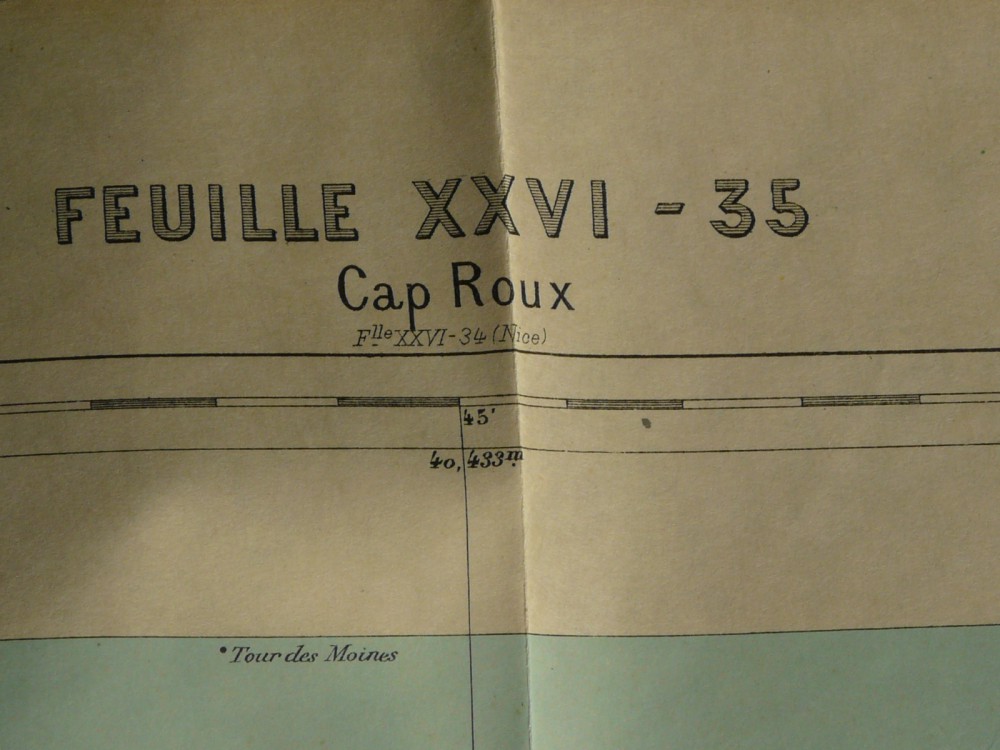 FEUILLE XXVI - 35
Cap Roux
Flle XXVI-34 (Nice)
45'
40,433m.
Tour des Moines